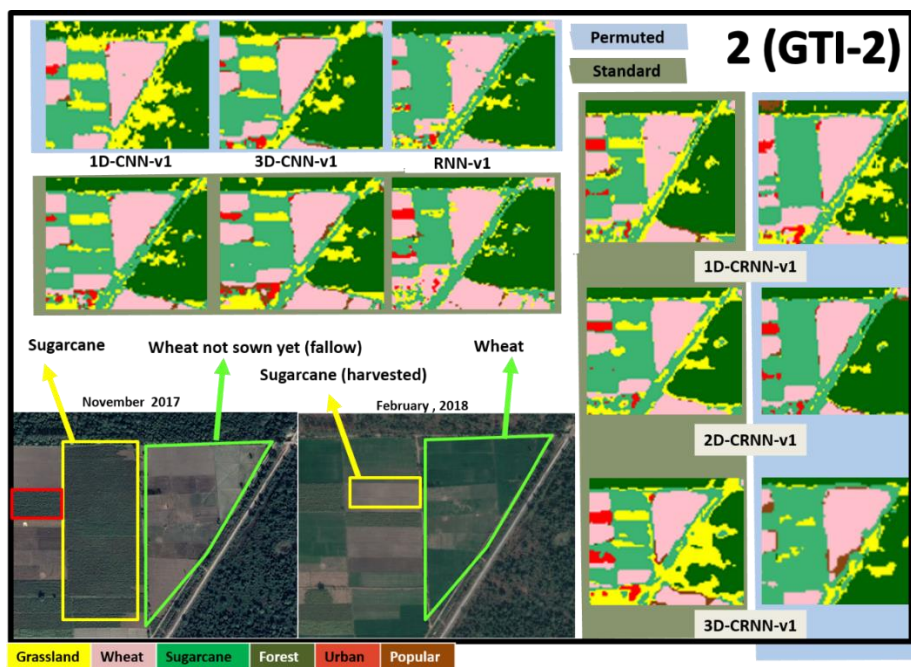 Permuted
2 (GTI-2)
Standard
1D-CNN-v1
3D-CNN-v1
RNN-v1
1D-CRNN-v1
2D-CRNN-v1
3D-CRNN-v1
Sugarcane
Wheat not sown yet (fallow)
Wheat
Sugarcane (harvested)
November 2017
February , 2018
Grassland
Wheat
Sugarcane
Forest
Urban
Popular